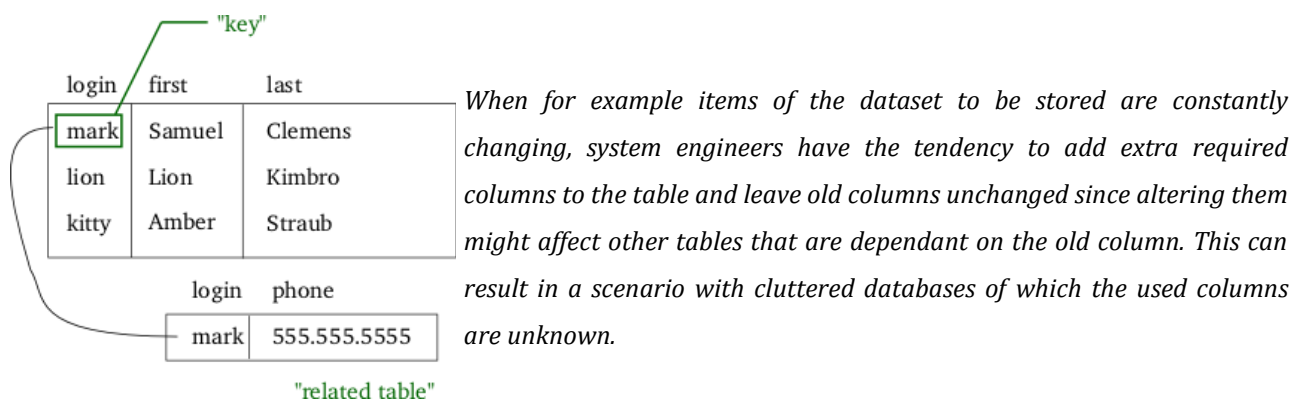 "key"
login first last
mark Samuel Clemens
lion Lion Kimbro
kitty Amber Straub
login phone
mark 555.555.5555
"related table"
When for example items of the dataset to be stored are constantly
changing, system engineers have the tendency to add extra required
columns to the table and leave old columns unchanged since altering them
might affect other tables that are dependant on the old column. This can
result in a scenario with cluttered databases of which the used columns
are unknown.